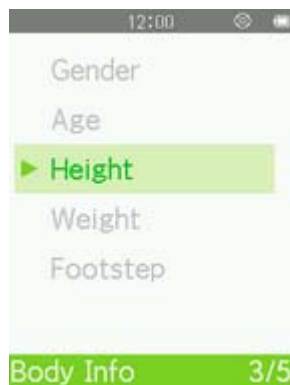 12:00
Gender
Age
Height
Weight
Footstep
Body Info 3/5